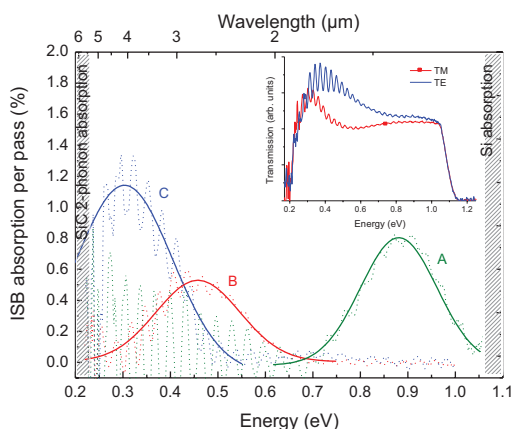 Wavelength (μm)
6 5 4 3 2
ISB absorption per pass (%)
2.0
1.8
1.6
1.4
1.2
1.0
0.8
0.6
0.4
0.2
0.0
SiC 2-phonon absorption
C
B
A
Si absorption
Transmission (arb. units)
TM
TE
0.2 0.4 0.6 0.8 1.0 1.2
Energy (eV)
0.2 0.3 0.4 0.5 0.6 0.7 0.8 0.9 1.0 1.1
Energy (eV)